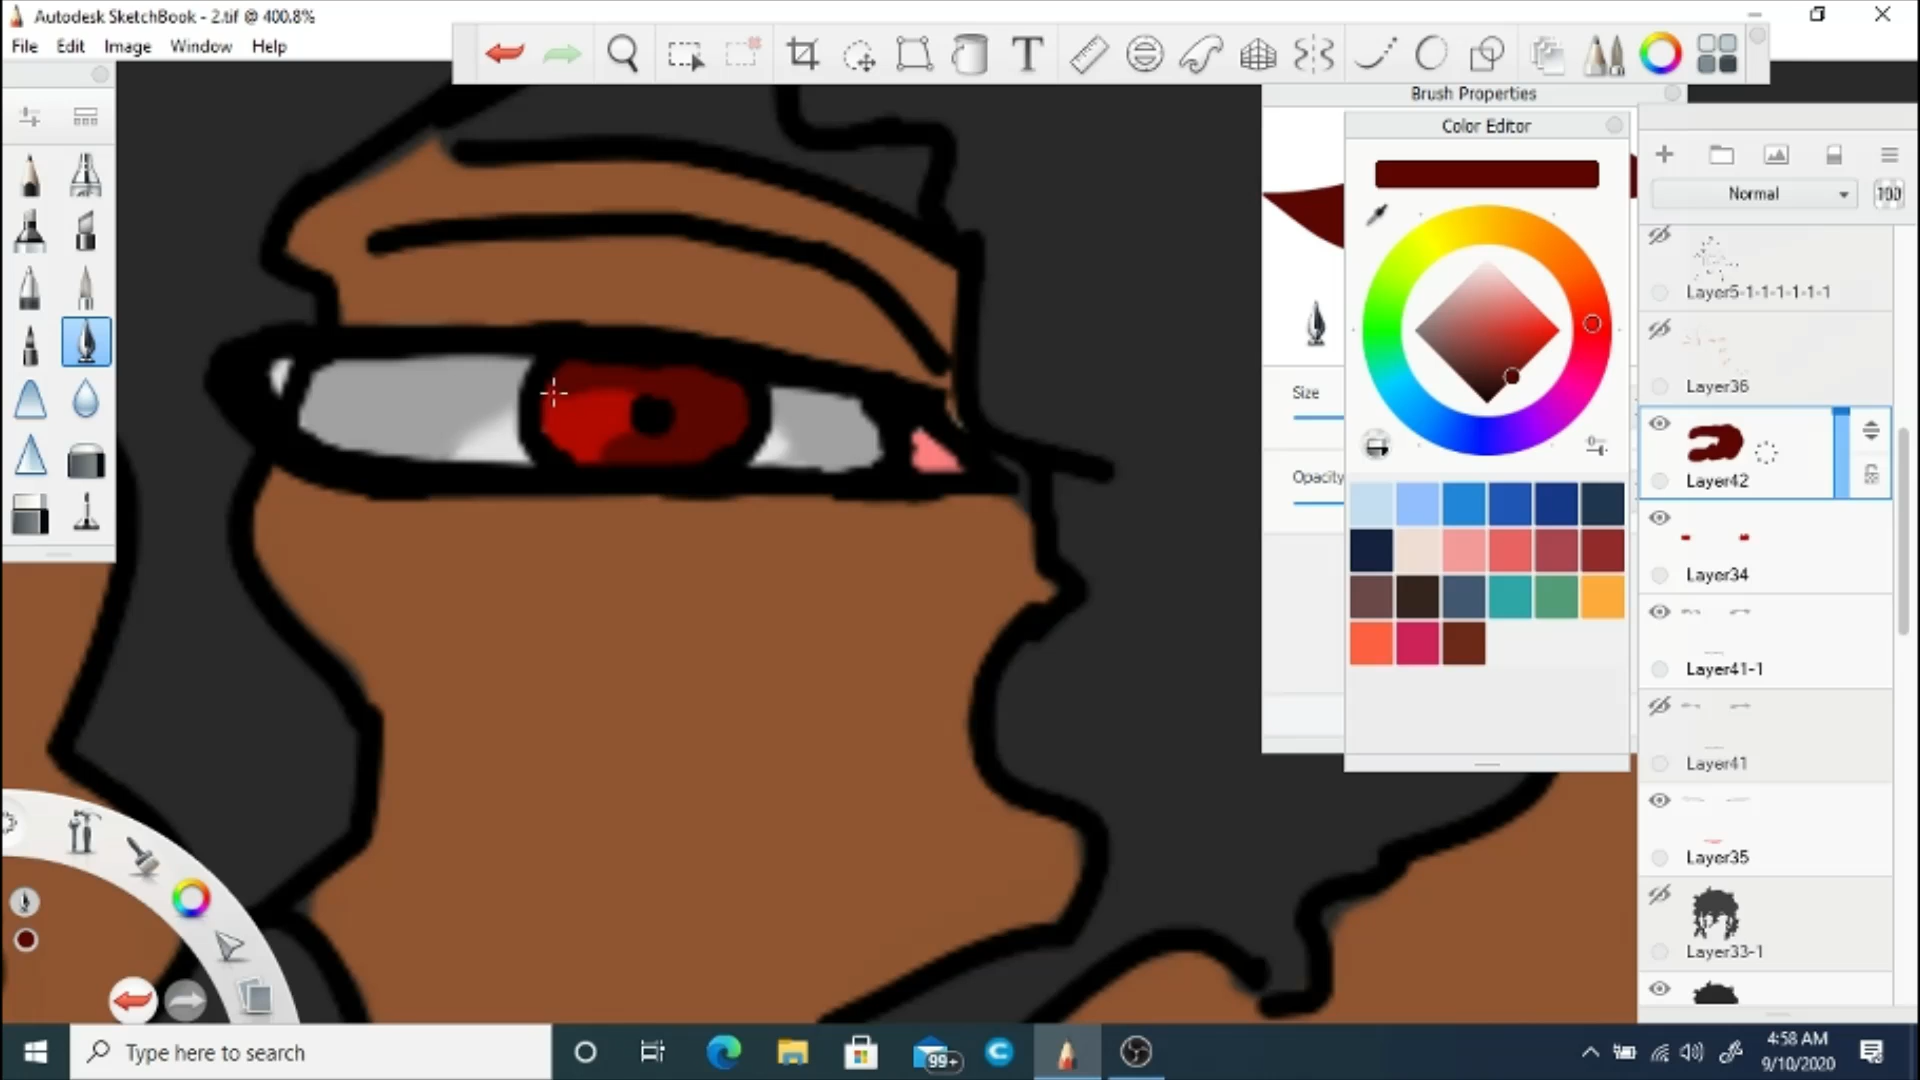 Autodesk SketchBook - 2.tif @ 400.8%
File Edit Image Window Help
T
Brush Properties
Color Editor
Normal 100
Layer5-1-1-1-1-1-1
Layer36
Size
Layer42
Opacity
Layer34
Layer41-1
Layer41
Layer35
Layer33-1
Type here to search
99+
4:58 AM
9/10/2020